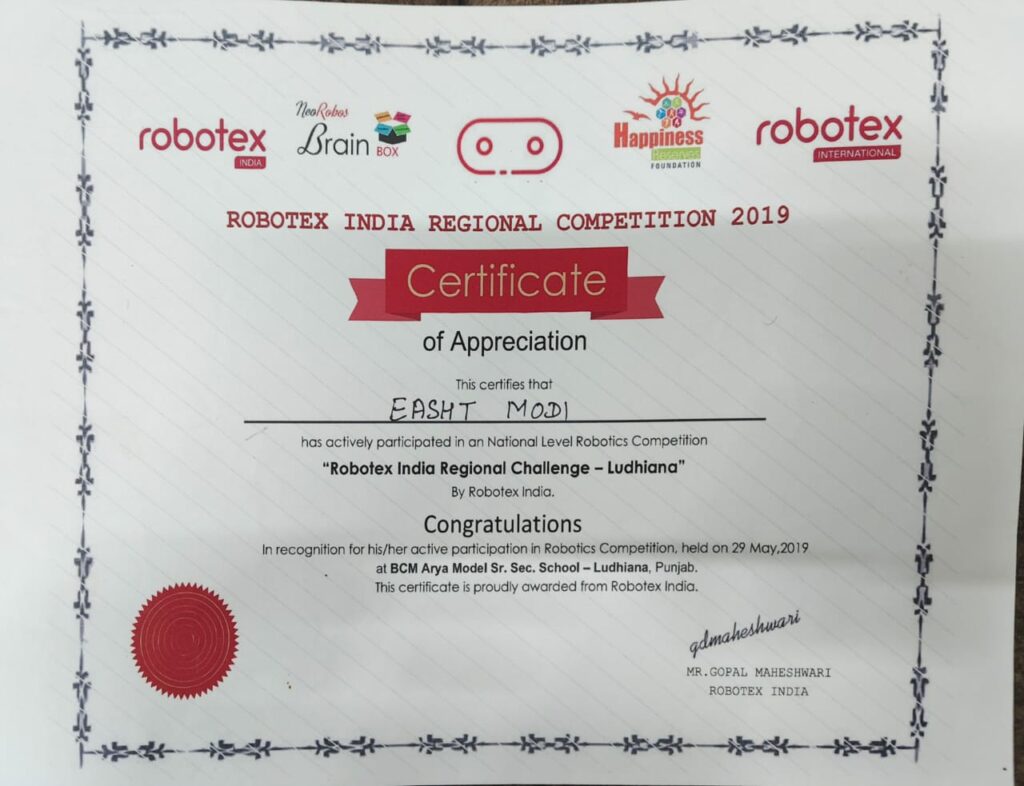 robotex
INDIA
NeoRobos
Brain BOX
Happiness
Reserves
FOUNDATION
robotex
INTERNATIONAL
ROBOTEX INDIA REGIONAL COMPETITION 2019
Certificate
of Appreciation
This certifies that
EASHT MODI
has actively participated in an National Level Robotics Competition
“Robotex India Regional Challenge – Ludhiana”
By Robotex India.
Congratulations
In recognition for his/her active participation in Robotics Competition, held on 29 May,2019
at BCM Arya Model Sr. Sec. School – Ludhiana, Punjab.
This certificate is proudly awarded from Robotex India.
gdmaheshwari
MR.GOPAL MAHESHWARI
ROBOTEX INDIA